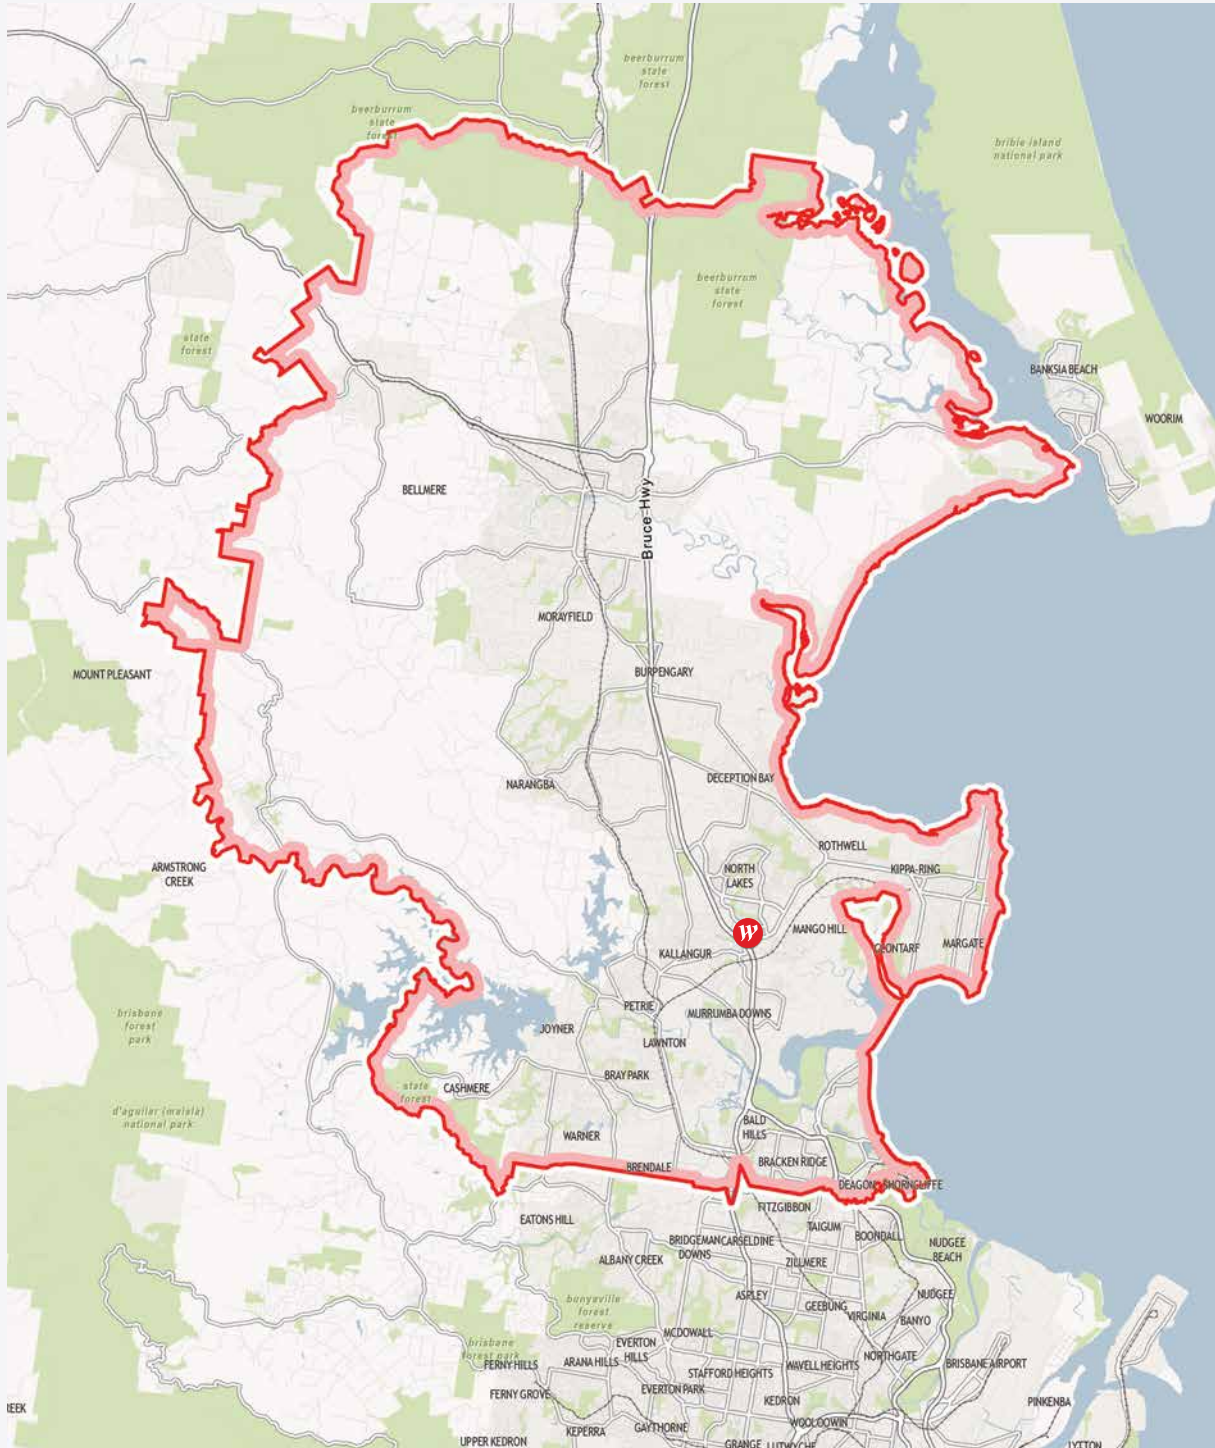 beerburrum
state
forest
beerburrum
state
forest
bribie island
national park
beerburrum
state
forest
state
forest
BANKSIA BEACH
WOORIM
BELLMERE
Bruce Hwy
MORAYFIELD
BURPENGARY
MOUNT PLEASANT
DECEPTION BAY
NARANGBA
ROTHWELL
ARMSTRONG
CREEK
NORTH
LAKES
KIPPA-RING
W
MANGO HILL
CLONTARF
MARGATE
KALLANGUR
PETRIE
MURRUMBA DOWNS
brisbane
forest
park
JOYNER
LAWNTON
BRAY PARK
state
forest
CASHMERE
d'aguilar (maiala)
national park
BALD
HILLS
WARNER
BRACKEN RIDGE
BRENDALE
DEAGON
SHORNCLIFFE
FITZGIBBON
EATONS HILL
TAIGUM
BOONDALL
BRIDGEMAN
DOWNS
CARSELDINE
NUDGEE
BEACH
ALBANY CREEK
ZILLMERE
ASPLEY
NUDGEE
bunyaville
forest
reserve
GEEBUNG
VIRGINIA
BANYO
MCDOWALL
EVERTON
HILLS
brisbane
forest park
FERNY HILLS
ARANA HILLS
NORTHGATE
WAVELL HEIGHTS
BRISBANE AIRPORT
STAFFORD HEIGHTS
FERNY GROVE
EVERTON PARK
KEDRON
PINKENBA
REEK
WOOLOOWIN
KEPERRA
GAYTHORNE
UPPER KEDRON
GRANGE
LUTWYCHE
LYTTON